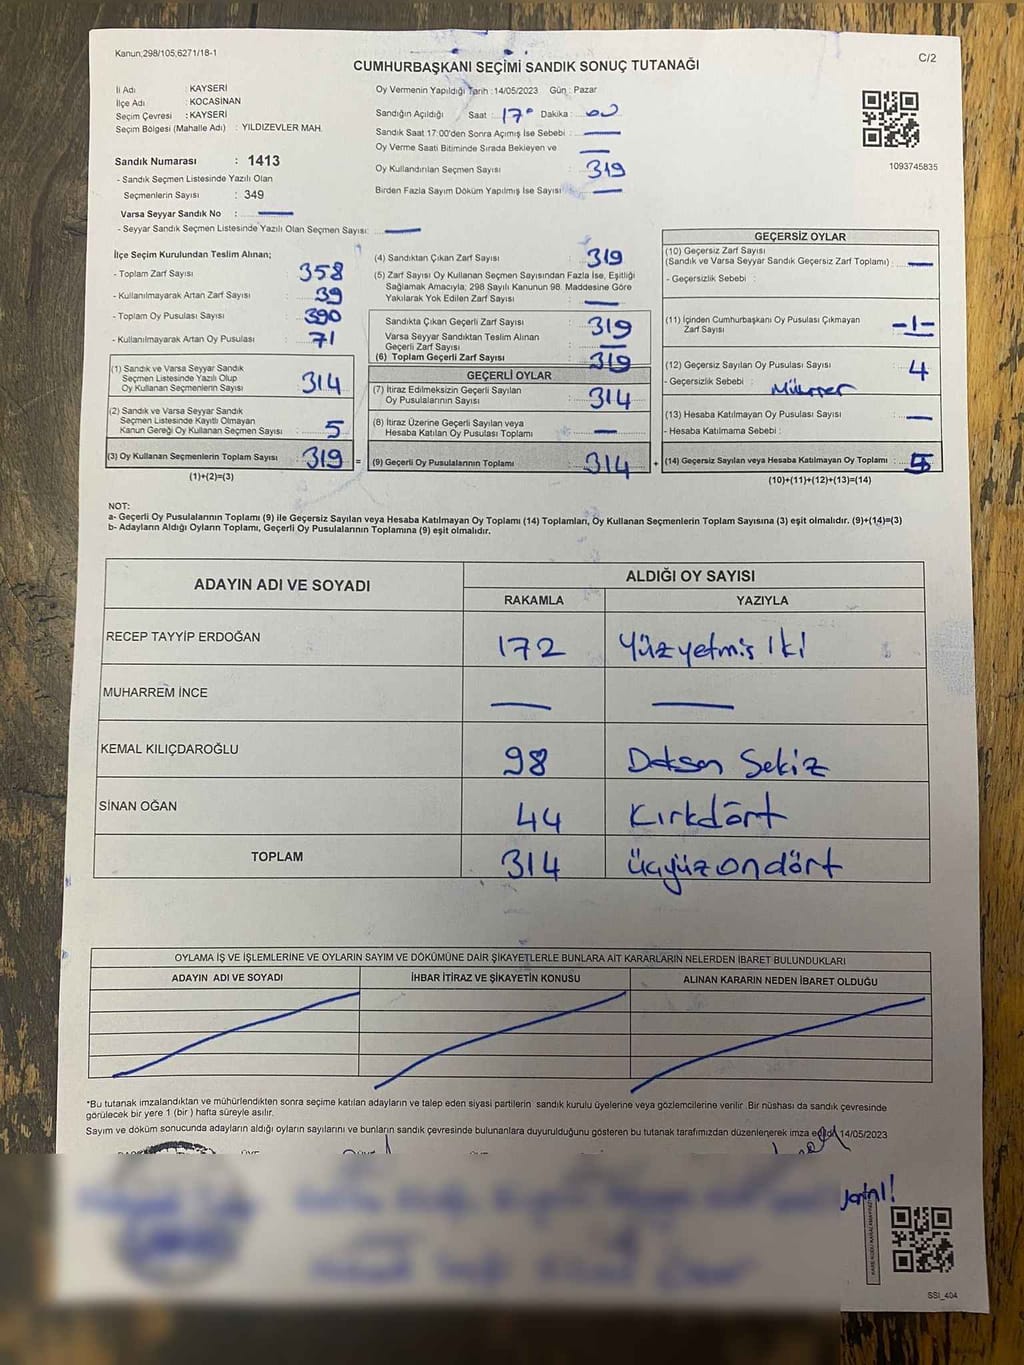 Kanun,298/105,6271/18-1
C/2
CUMHURBAŞKANI SEÇİMİ SANDIK SONUÇ TUTANAĞI
İl Adı : KAYSERİ
İlçe Adı : KOCASİNAN
Seçim Çevresi : KAYSERİ
Seçim Bölgesi (Mahalle Adı) : YILDIZEVLER MAH.
Sandık Numarası : 1413
- Sandık Seçmen Listesinde Yazılı Olan
Seçmenlerin Sayısı : 349
Varsa Seyyar Sandık No : —
- Seyyar Sandık Seçmen Listesinde Yazılı Olan Seçmen Sayısı: —
Oy Vermenin Yapıldığı Tarih : 14/05/2023 Gün : Pazar
Sandığın Açıldığı Saat : 17° Dakika : 00
Sandık Saat 17:00'den Sonra Açımış İse Sebebi : —
Oy Verme Saati Bitiminde Sırada Bekleyen ve —
Oy Kullandırılan Seçmen Sayısı : 319
Birden Fazla Sayım Döküm Yapılmış İse Sayısı : —
1093745835
İlçe Seçim Kurulundan Teslim Alınan;
- Toplam Zarf Sayısı : 358
- Kullanılmayarak Artan Zarf Sayısı : 39
- Toplam Oy Pusulası Sayısı : 390
- Kullanılmayarak Artan Oy Pusulası : 71
(1) Sandık ve Varsa Seyyar Sandık
Seçmen Listesinde Yazılı Olup
Oy Kullanan Seçmenlerin Sayısı : 314
(2) Sandık ve Varsa Seyyar Sandık
Seçmen Listesinde Kayıtlı Olmayan
Kanun Gereği Oy Kullanan Seçmen Sayısı : 5
(3) Oy Kullanan Seçmenlerin Toplam Sayısı : 319 =
(1)+(2)=(3)
(4) Sandıktan Çıkan Zarf Sayısı : 319
(5) Zarf Sayısı Oy Kullanan Seçmen Sayısından Fazla İse, Eşitliği
Sağlamak Amacıyla; 298 Sayılı Kanunun 98. Maddesine Göre
Yakılarak Yok Edilen Zarf Sayısı : —
Sandıkta Çıkan Geçerli Zarf Sayısı : 319
Varsa Seyyar Sandıktan Teslim Alınan
Geçerli Zarf Sayısı : —
(6) Toplam Geçerli Zarf Sayısı : 319
GEÇERLİ OYLAR
(7) İtiraz Edilmeksizin Geçerli Sayılan
Oy Pusulalarının Sayısı : 314
(8) İtiraz Üzerine Geçerli Sayılan veya
Hesaba Katılan Oy Pusulası Toplamı : —
(9) Geçerli Oy Pusulalarının Toplamı : 314 +
GEÇERSİZ OYLAR
(10) Geçersiz Zarf Sayısı
(Sandık ve Varsa Seyyar Sandık Geçersiz Zarf Toplamı) : —
- Geçersizlik Sebebi :
(11) İçinden Cumhurbaşkanı Oy Pusulası Çıkmayan
Zarf Sayısı : -1-
(12) Geçersiz Sayılan Oy Pusulası Sayısı : 4
- Geçersizlik Sebebi :
(13) Hesaba Katılmayan Oy Pusulası Sayısı : —
- Hesaba Katılmama Sebebi :
(14) Geçersiz Sayılan veya Hesaba Katılmayan Oy Toplamı : 5
(10)+(11)+(12)+(13)=(14)
NOT:
a- Geçerli Oy Pusulalarının Toplamı (9) ile Geçersiz Sayılan veya Hesaba Katılmayan Oy Toplamı (14) Toplamları, Oy Kullanan Seçmenlerin Toplam Sayısına (3) eşit olmalıdır. (9)+(14)=(3)
b- Adayların Aldığı Oyların Toplamı, Geçerli Oy Pusulalarının Toplamına (9) eşit olmalıdır.
ADAYIN ADI VE SOYADI ALDIĞI OY SAYISI
RAKAMLA YAZIYLA
RECEP TAYYİP ERDOĞAN 172 Yüzyetmiş İki
MUHARREM İNCE — —
KEMAL KILIÇDAROĞLU 98 Doksan Sekiz
SİNAN OĞAN 44 Kırkdört
TOPLAM 314 üçyüzondört
OYLAMA İŞ VE İŞLEMLERİNE VE OYLARIN SAYIM VE DÖKÜMÜNE DAİR ŞİKAYETLERLE BUNLARA AİT KARARLARIN NELERDEN İBARET BULUNDUKLARI
ADAYIN ADI VE SOYADI İHBAR İTİRAZ VE ŞİKAYETİN KONUSU ALINAN KARARIN NEDEN İBARET OLDUĞU
*Bu tutanak imzalandıktan ve mühürlendikten sonra seçime katılan adayların ve talep eden siyasi partilerin sandık kurulu üyelerine veya gözlemcilerine verilir. Bir nüshası da sandık çevresinde
görülecek bir yere 1 (bir ) hafta süreyle asılır.
Sayım ve döküm sonucunda adayların aldığı oyların sayılarını ve bunların sandık çevresinde bulunanlara duyurulduğunu gösteren bu tutanak tarafımızdan düzenlenerek imza edildi. 14/05/2023
SSI_404